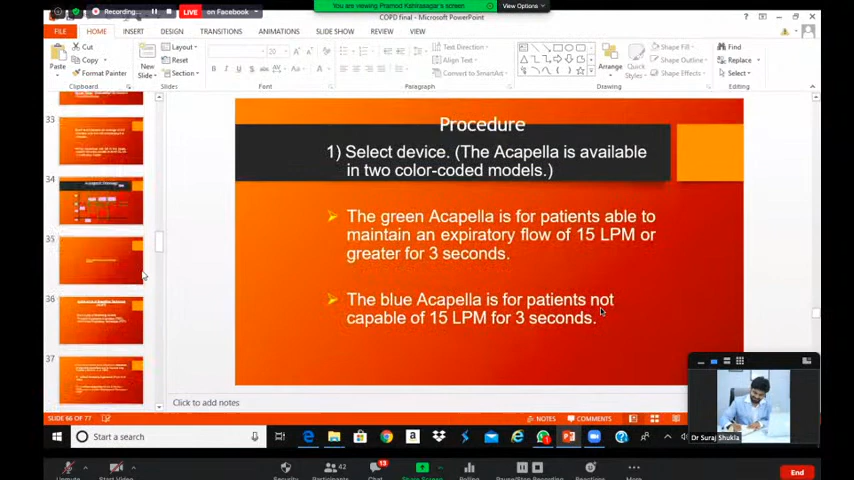 Recording...
LIVE on Facebook
You are viewing Pramod Kshirsagar's screen
View Options
COPD final - Microsoft PowerPoint
FILE HOME INSERT DESIGN TRANSITIONS ANIMATIONS SLIDE SHOW REVIEW VIEW
Paste
Cut
Copy
Format Painter
Clipboard
New
Slide
Layout
Reset
Section
Slides
Font
Text Direction
Align Text
Convert to SmartArt
Paragraph
Arrange
Quick
Styles
Shape Fill
Shape Outline
Shape Effects
Drawing
Find
Replace
Select
Editing
33
34
35
36
37
Procedure
1) Select device. (The Acapella is available
in two color-coded models.)
The green Acapella is for patients able to
maintain an expiratory flow of 15 LPM or
greater for 3 seconds.
The blue Acapella is for patients not
capable of 15 LPM for 3 seconds.
Click to add notes
SLIDE 66 OF 77
NOTES COMMENTS
Dr Suraj Shukla
Start a search
Unmute
Start Video
Security
Participants
42
Chat
13
Share Screen
Polling
Pause/Stop Recording
Reactions
More
End